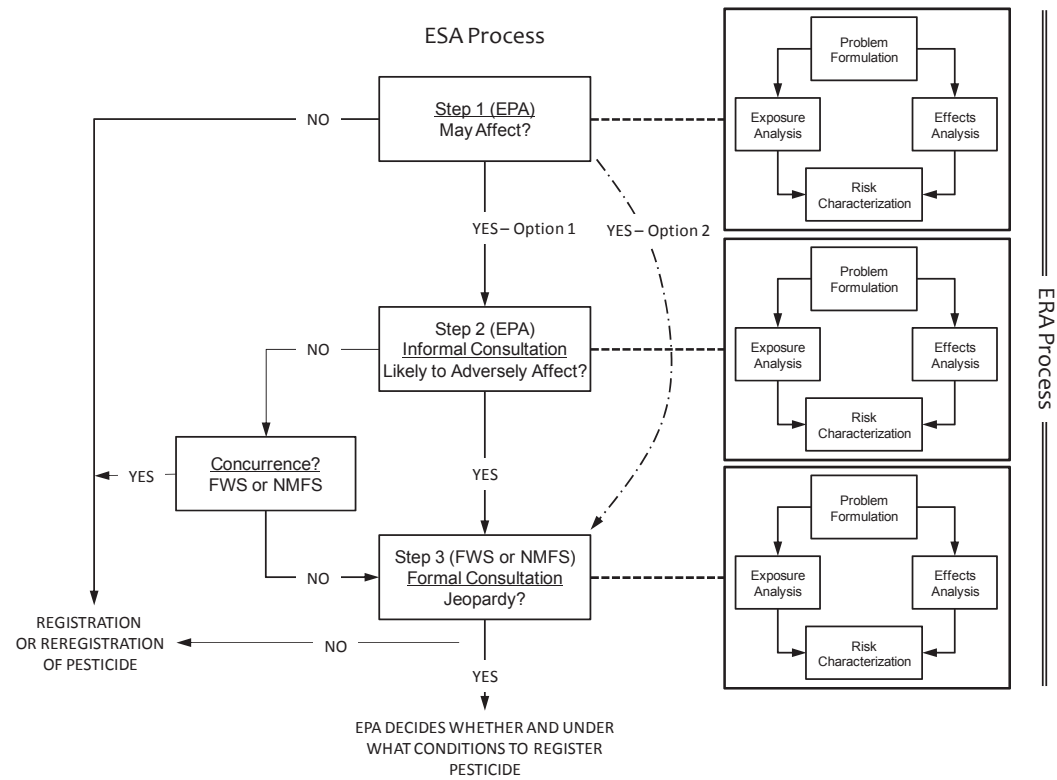 ESA Process
Step 1 (EPA)
May Affect?
NO
YES – Option 1
YES – Option 2
Step 2 (EPA)
Informal Consultation
Likely to Adversely Affect?
NO
Concurrence?
FWS or NMFS
YES
YES
NO
Step 3 (FWS or NMFS)
Formal Consultation
Jeopardy?
REGISTRATION
OR REREGISTRATION
OF PESTICIDE
NO
YES
EPA DECIDES WHETHER AND UNDER
WHAT CONDITIONS TO REGISTER
PESTICIDE
Problem
Formulation
Exposure
Analysis
Effects
Analysis
Risk
Characterization
Problem
Formulation
Exposure
Analysis
Effects
Analysis
Risk
Characterization
Problem
Formulation
Exposure
Analysis
Effects
Analysis
Risk
Characterization
ERA Process